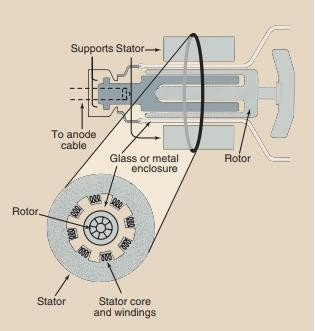 Supports Stator
To anode
cable
Glass or metal
enclosure
Rotor
Rotor
Stator
Stator core
and windings